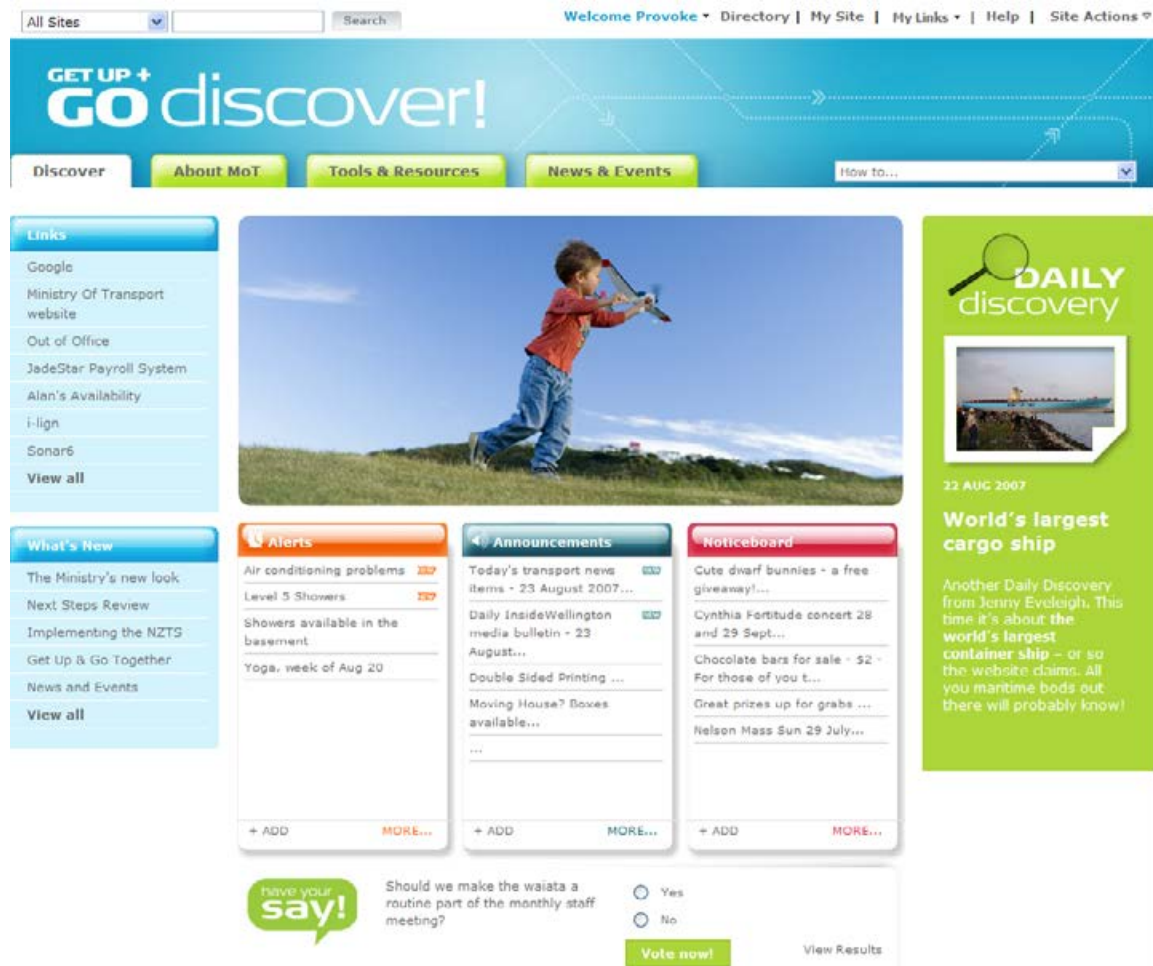 All Sites
Search
Welcome Provoke
Directory | My Site | My Links | Help | Site Actions
GET UP +
GO discover!
Discover
About MoT
Tools & Resources
News & Events
How to...
Links
Google
Ministry Of Transport
website
Out of Office
JadeStar Payroll System
Alan's Availability
i-lign
Sonar6
View all
What's New
The Ministry's new look
Next Steps Review
Implementing the NZTS
Get Up & Go Together
News and Events
View all
Alerts
Air conditioning problems NEW
Level 5 Showers NEW
Showers available in the
basement
Yoga, week of Aug 20
+ ADD
MORE...
Announcements
Today's transport news NEW
items - 23 August 2007...
Daily InsideWellington NEW
media bulletin - 23
August...
Double Sided Printing ...
Moving House? Boxes
available...
...
+ ADD
MORE...
Noticeboard
Cute dwarf bunnies - a free
giveaway!...
Cynthia Fortitude concert 28
and 29 Sept...
Chocolate bars for sale - $2 -
For those of you t...
Great prizes up for grabs ...
Nelson Mass Sun 29 July...
+ ADD
MORE...
have your
say!
Should we make the waiata a
routine part of the monthly staff
meeting?
Yes
No
Vote now!
View Results
DAILY
discovery
22 AUG 2007
World's largest
cargo ship
Another Daily Discovery
from Jenny Eveleigh. This
time it's about the
world's largest
container ship – or so
the website claims. All
you maritime bods out
there will probably know!